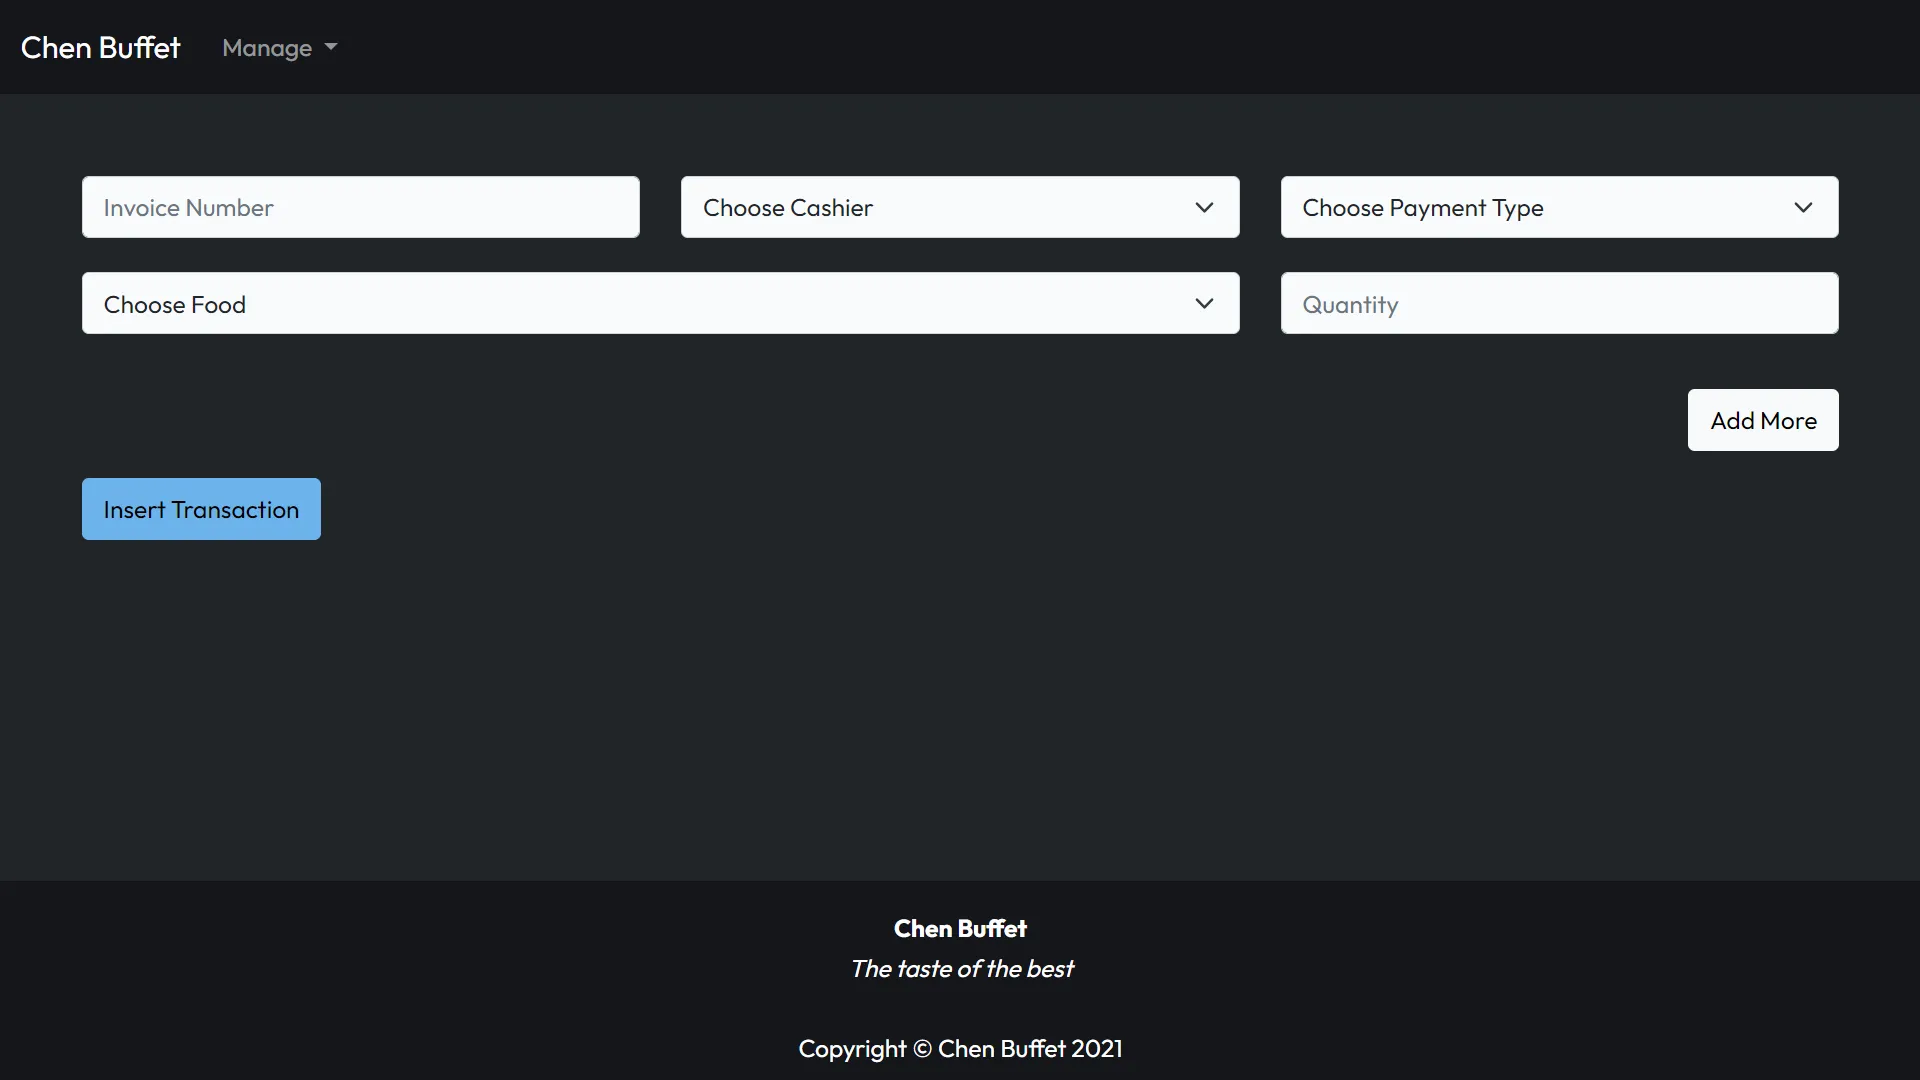 Chen Buffet Manage
Invoice Number
Choose Cashier
Choose Payment Type
Choose Food
Quantity
Add More
Insert Transaction
Chen Buffet
The taste of the best
Copyright © Chen Buffet 2021